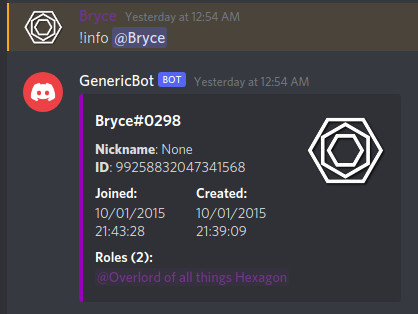 Bryce Yesterday at 12:54 AM
!info @Bryce
GenericBot BOT Yesterday at 12:54 AM
Bryce#0298
Nickname: None
ID: 99258832047341568
Joined: Created:
10/01/2015 10/01/2015
21:43:28 21:39:09
Roles (2):
@Overlord of all things Hexagon